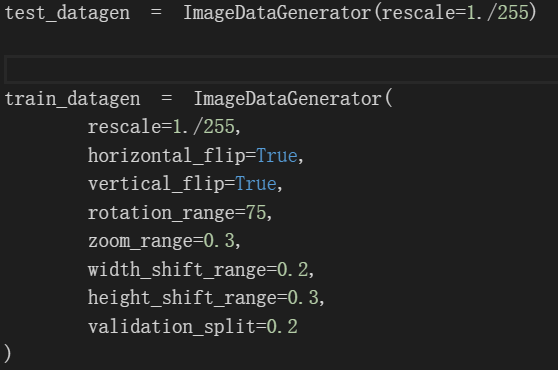 test_datagen = ImageDataGenerator(rescale=1./255)
train_datagen = ImageDataGenerator(
rescale=1./255,
horizontal_flip=True,
vertical_flip=True,
rotation_range=75,
zoom_range=0.3,
width_shift_range=0.2,
height_shift_range=0.3,
validation_split=0.2
)